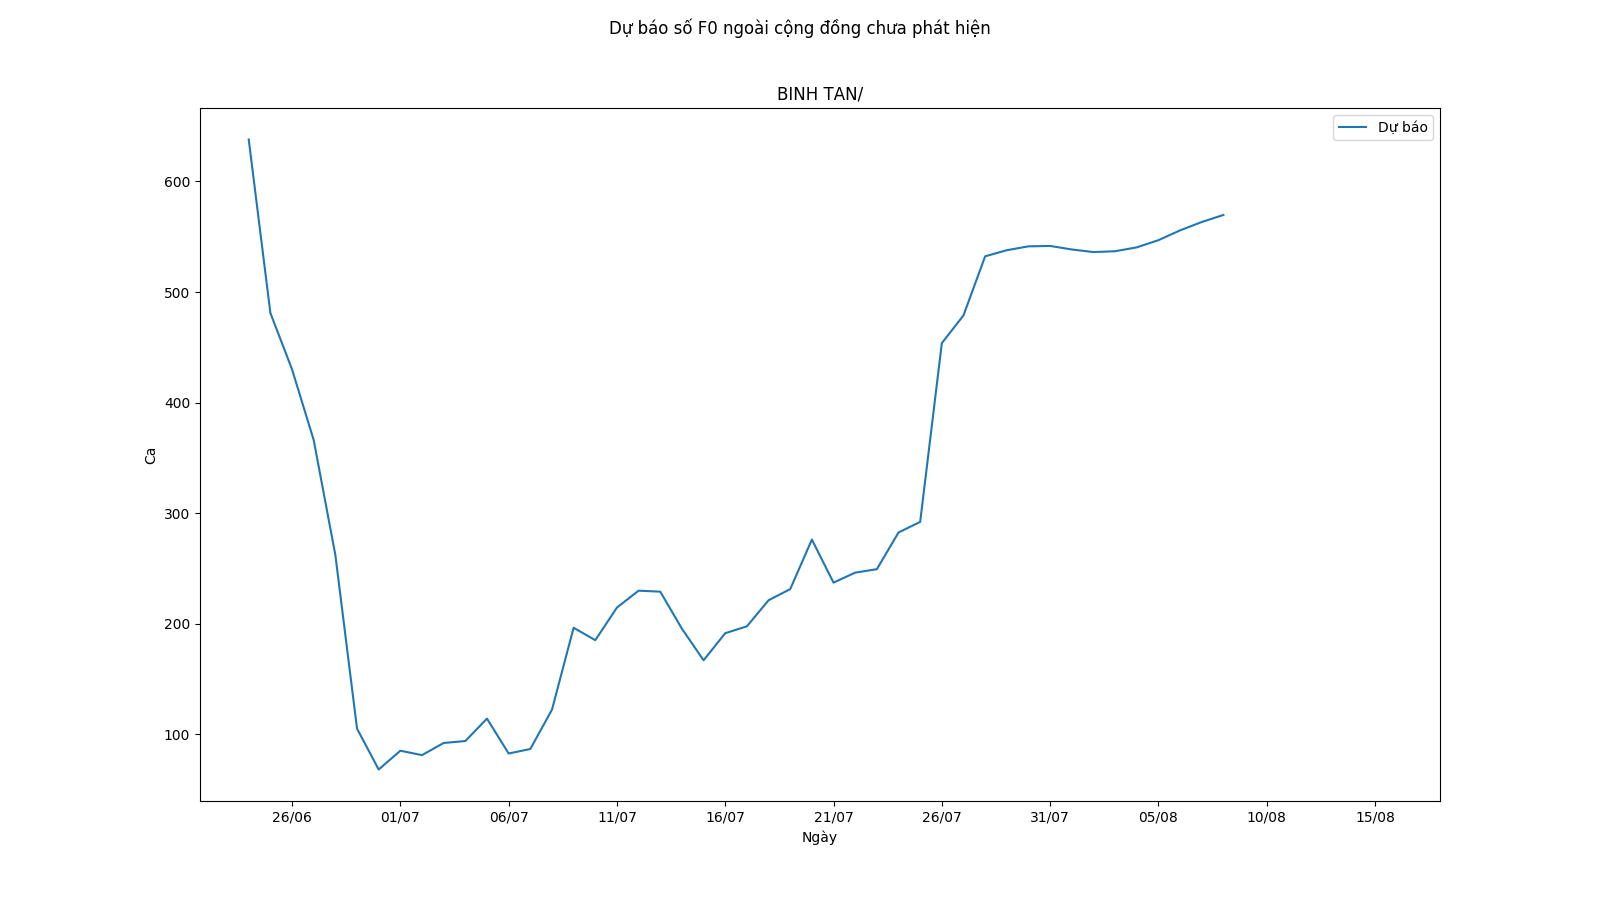 Dự báo số F0 ngoài cộng đồng chưa phát hiện
BINH TAN/
Dự báo
600
500
400
300
200
100
Ca
26/06 01/07 06/07 11/07 16/07 21/07 26/07 31/07 05/08 10/08 15/08
Ngày